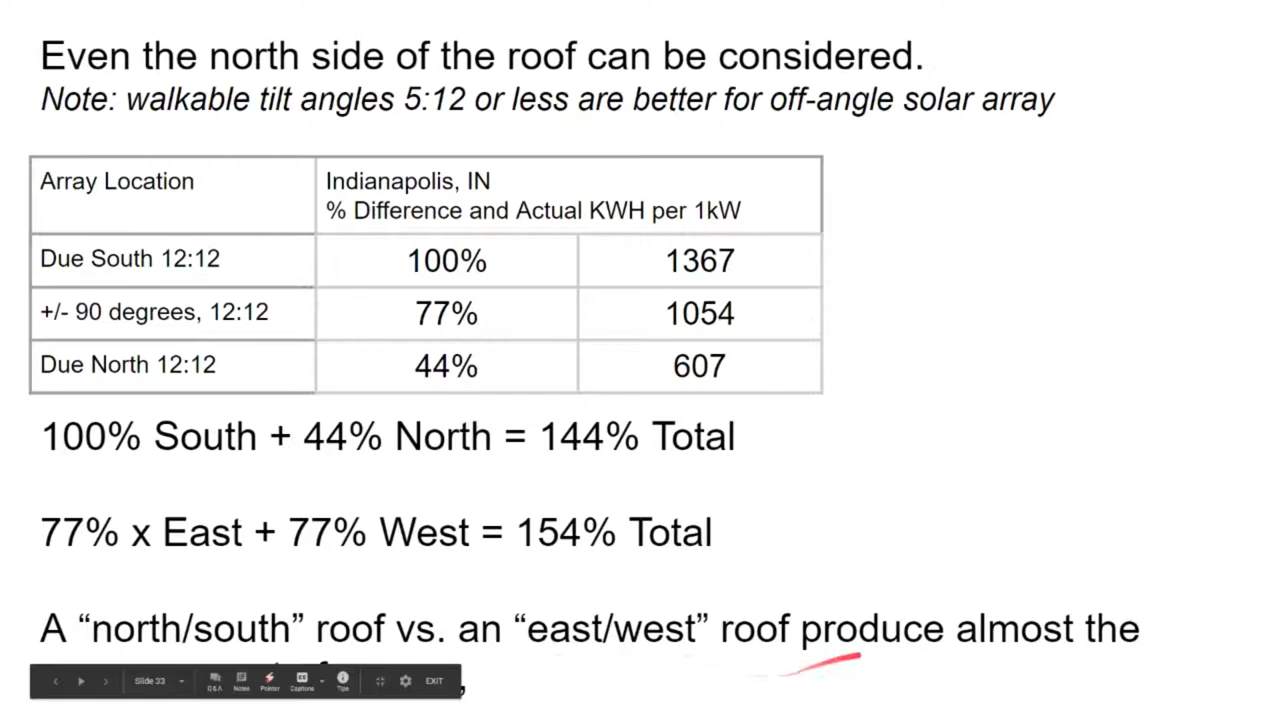 Even the north side of the roof can be considered.
Note: walkable tilt angles 5:12 or less are better for off-angle solar array
Array Location
Indianapolis, IN
% Difference and Actual KWH per 1kW
Due South 12:12 100% 1367
+/- 90 degrees, 12:12 77% 1054
Due North 12:12 44% 607
100% South + 44% North = 144% Total
77% x East + 77% West = 154% Total
A “north/south” roof vs. an “east/west” roof produce almost the
Slide 33 Q&A Notes Pointer Captions Tips EXIT